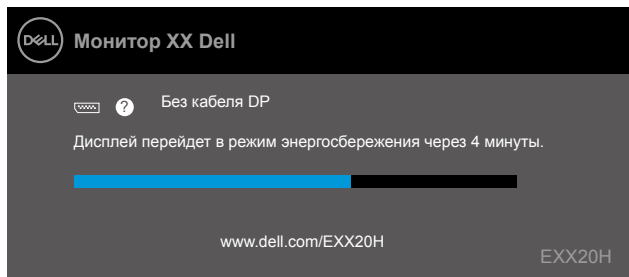 DELL
Монитор XX Dell
? Без кабеля DP
Дисплей перейдет в режим энергосбережения через 4 минуты.
www.dell.com/EXX20H
EXX20H